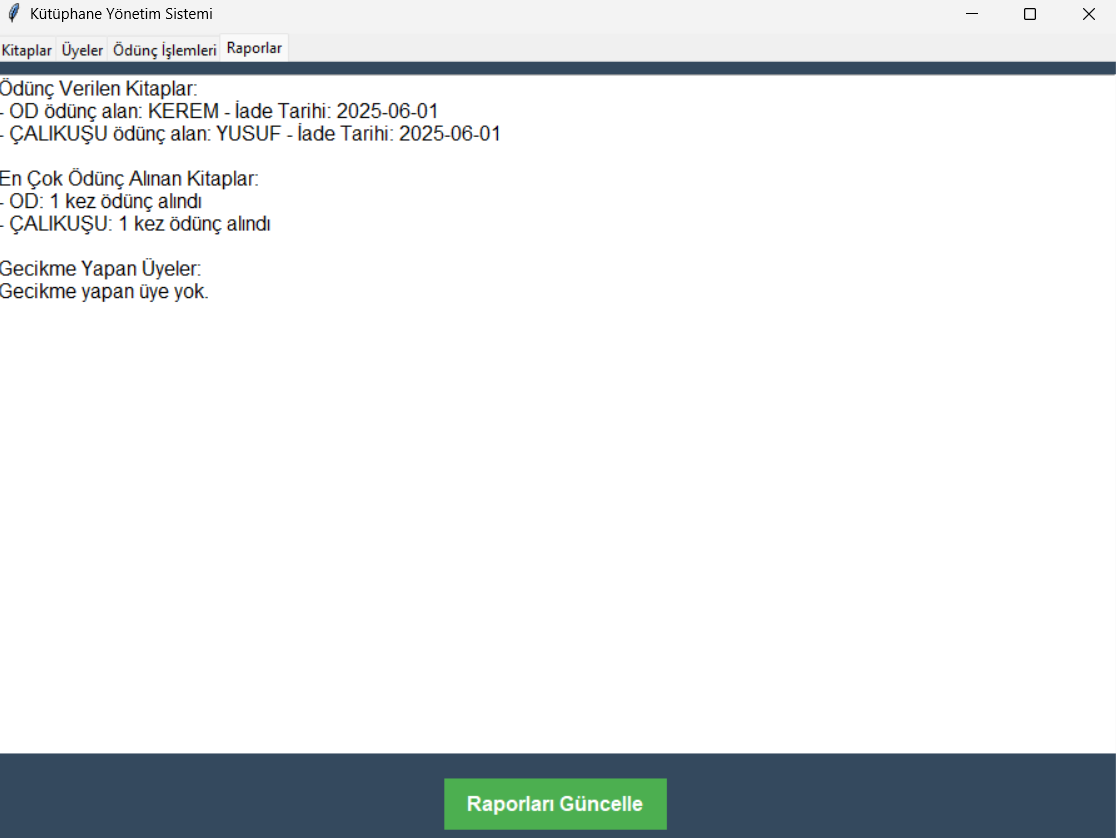 Kütüphane Yönetim Sistemi
Kitaplar Üyeler Ödünç İşlemleri Raporlar
Ödünç Verilen Kitaplar:
- OD ödünç alan: KEREM - İade Tarihi: 2025-06-01
- ÇALIKUŞU ödünç alan: YUSUF - İade Tarihi: 2025-06-01
En Çok Ödünç Alınan Kitaplar:
- OD: 1 kez ödünç alındı
- ÇALIKUŞU: 1 kez ödünç alındı
Gecikme Yapan Üyeler:
Gecikme yapan üye yok.
Raporları Güncelle